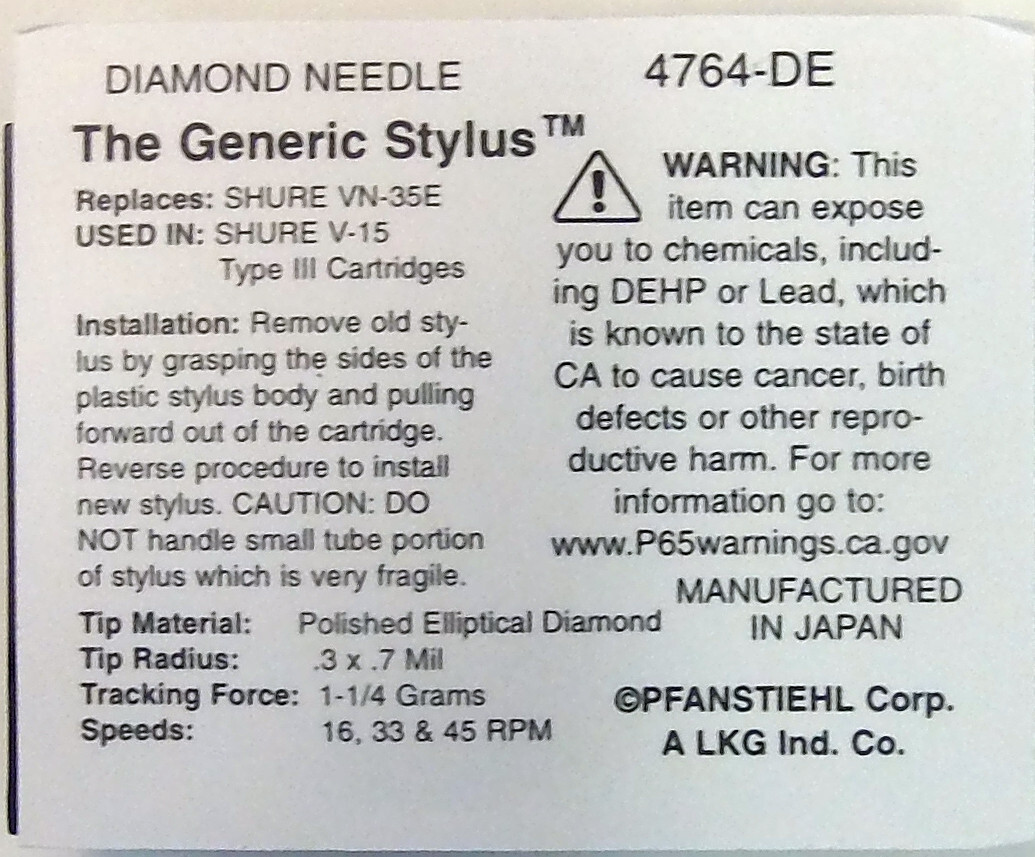 DIAMOND NEEDLE
4764-DE
The Generic Stylus™
Replaces: SHURE VN-35E
USED IN: SHURE V-15
Type III Cartridges
Installation: Remove old sty-
lus by grasping the sides of the
plastic stylus body and pulling
forward out of the cartridge.
Reverse procedure to install
new stylus. CAUTION: DO
NOT handle small tube portion
of stylus which is very fragile.
WARNING: This
item can expose
you to chemicals, includ-
ing DEHP or Lead, which
is known to the state of
CA to cause cancer, birth
defects or other repro-
ductive harm. For more
information go to:
www.P65warnings.ca.gov
Tip Material: Polished Elliptical Diamond
Tip Radius: .3 x .7 Mil
Tracking Force: 1-1/4 Grams
Speeds: 16, 33 & 45 RPM
MANUFACTURED
IN JAPAN
©PFANSTIEHL Corp.
A LKG Ind. Co.